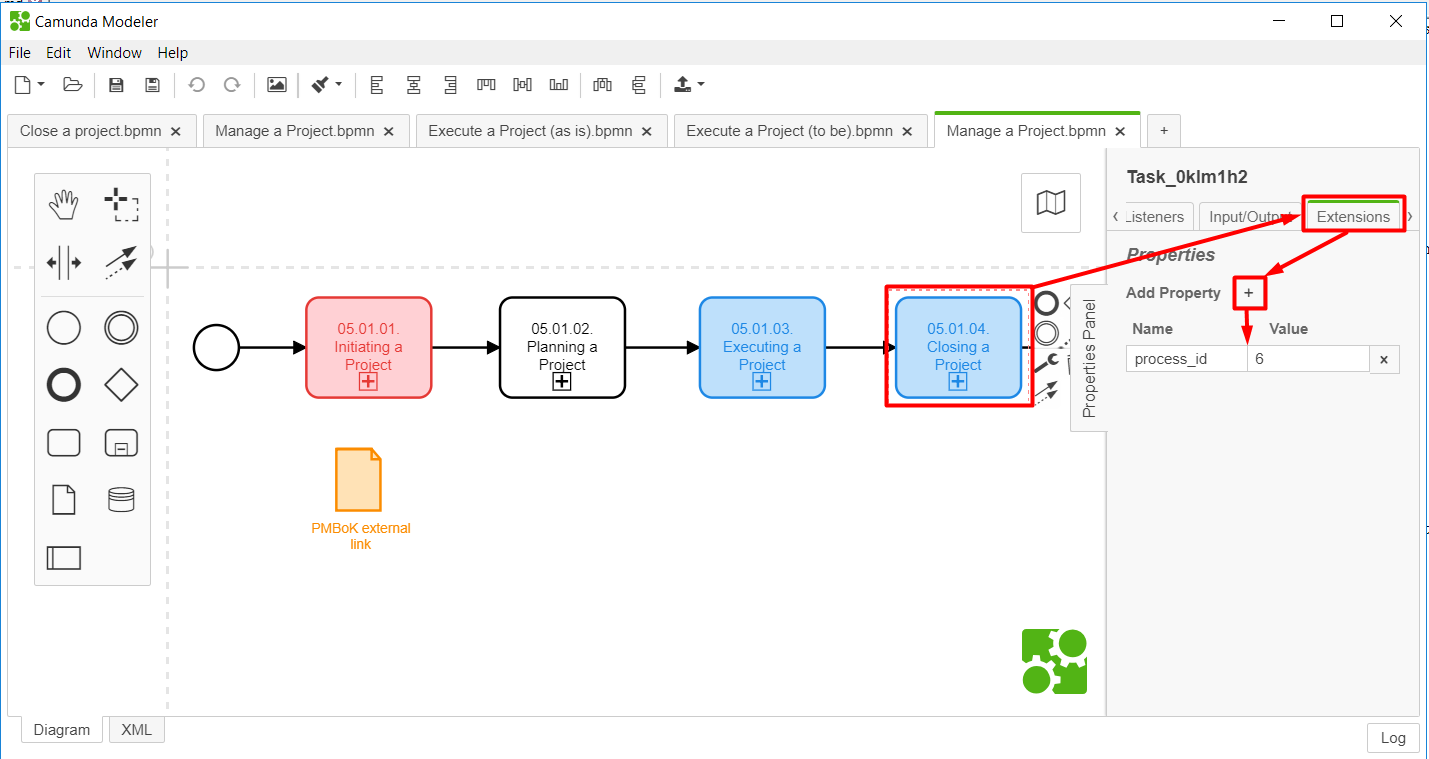 Camunda Modeler
File Edit Window Help
Close a project.bpmn × Manage a Project.bpmn × Execute a Project (as is).bpmn × Execute a Project (to be).bpmn × Manage a Project.bpmn × +
Task_0klm1h2
‹ Listeners Input/Output Extensions ›
Properties
Add Property +
Name Value
process_id 6 ×
Properties Panel
05.01.01.
Initiating a
Project
05.01.02.
Planning a
Project
05.01.03.
Executing a
Project
05.01.04.
Closing a
Project
PMBoK external
link
Diagram XML
Log